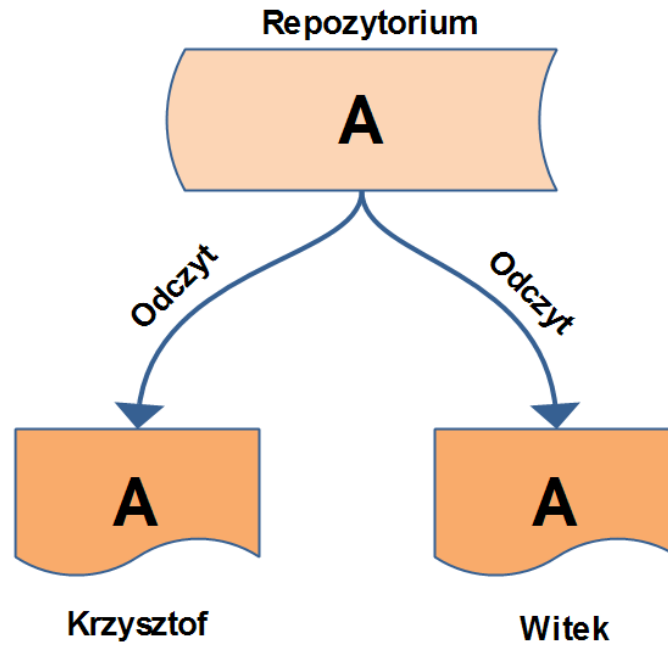 Repozytorium
A
Odczyt
Odczyt
A
A
Krzysztof
Witek